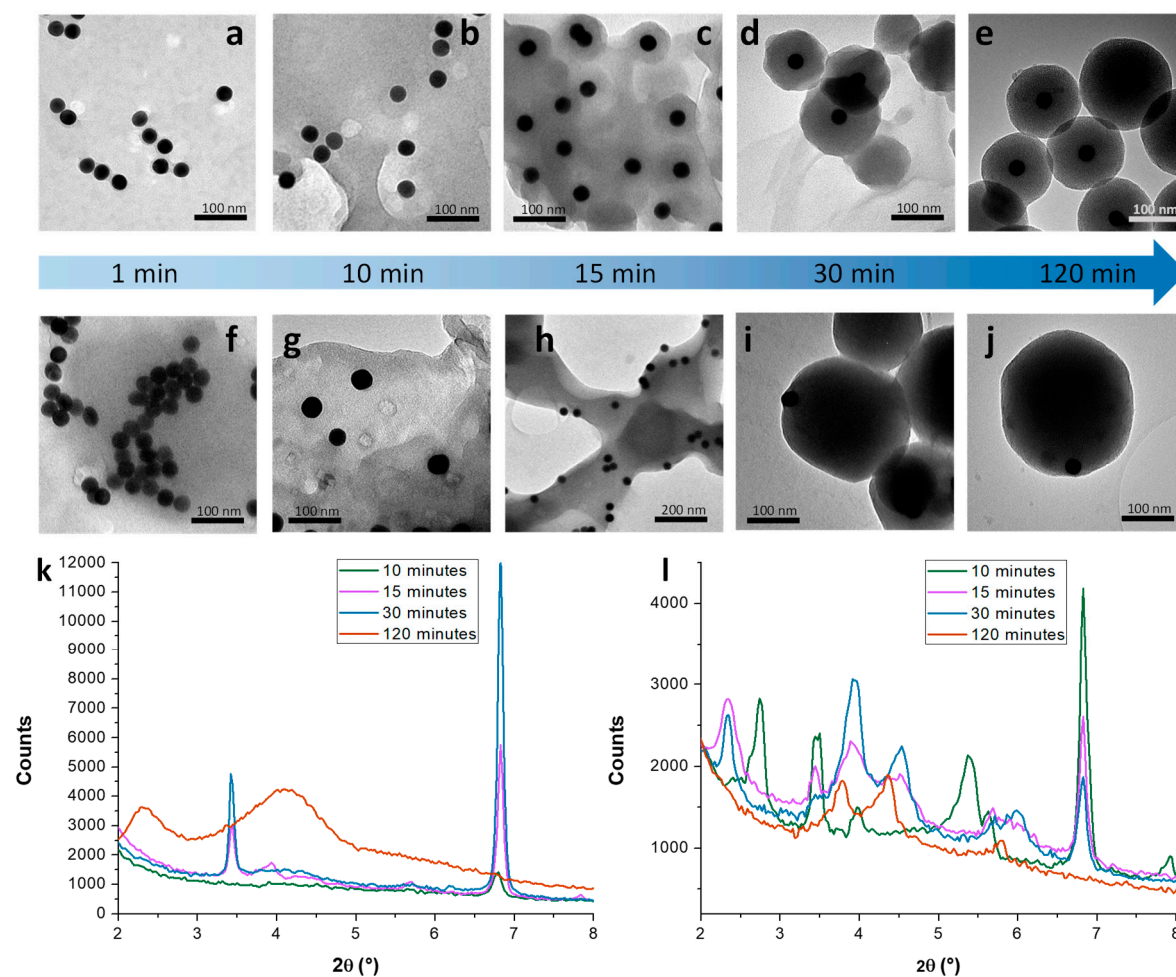 a
b
c
d
e
100 nm
100 nm
100 nm
100 nm
100 nm
1 min
10 min
15 min
30 min
120 min
f
g
h
i
j
100 nm
100 nm
200 nm
100 nm
100 nm
k
10 minutes
15 minutes
30 minutes
120 minutes
12000
11000
10000
9000
8000
7000
6000
5000
4000
3000
2000
1000
0
Counts
2 3 4 5 6 7 8
2θ (°)
l
10 minutes
15 minutes
30 minutes
120 minutes
4000
3000
2000
1000
Counts
2 3 4 5 6 7 8
2θ (°)